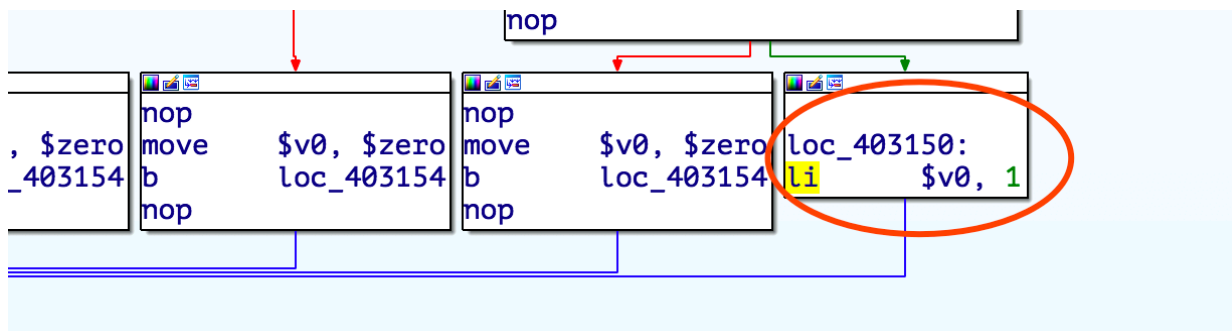 nop
, $zero
_403154
nop
move $v0, $zero
b loc_403154
nop
nop
move $v0, $zero
b loc_403154
nop
loc_403150:
li $v0, 1